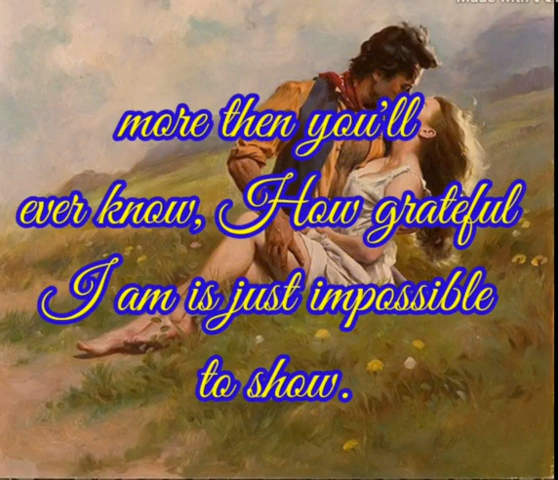 more then you'll
ever know, How grateful
I am is just impossible
to show.